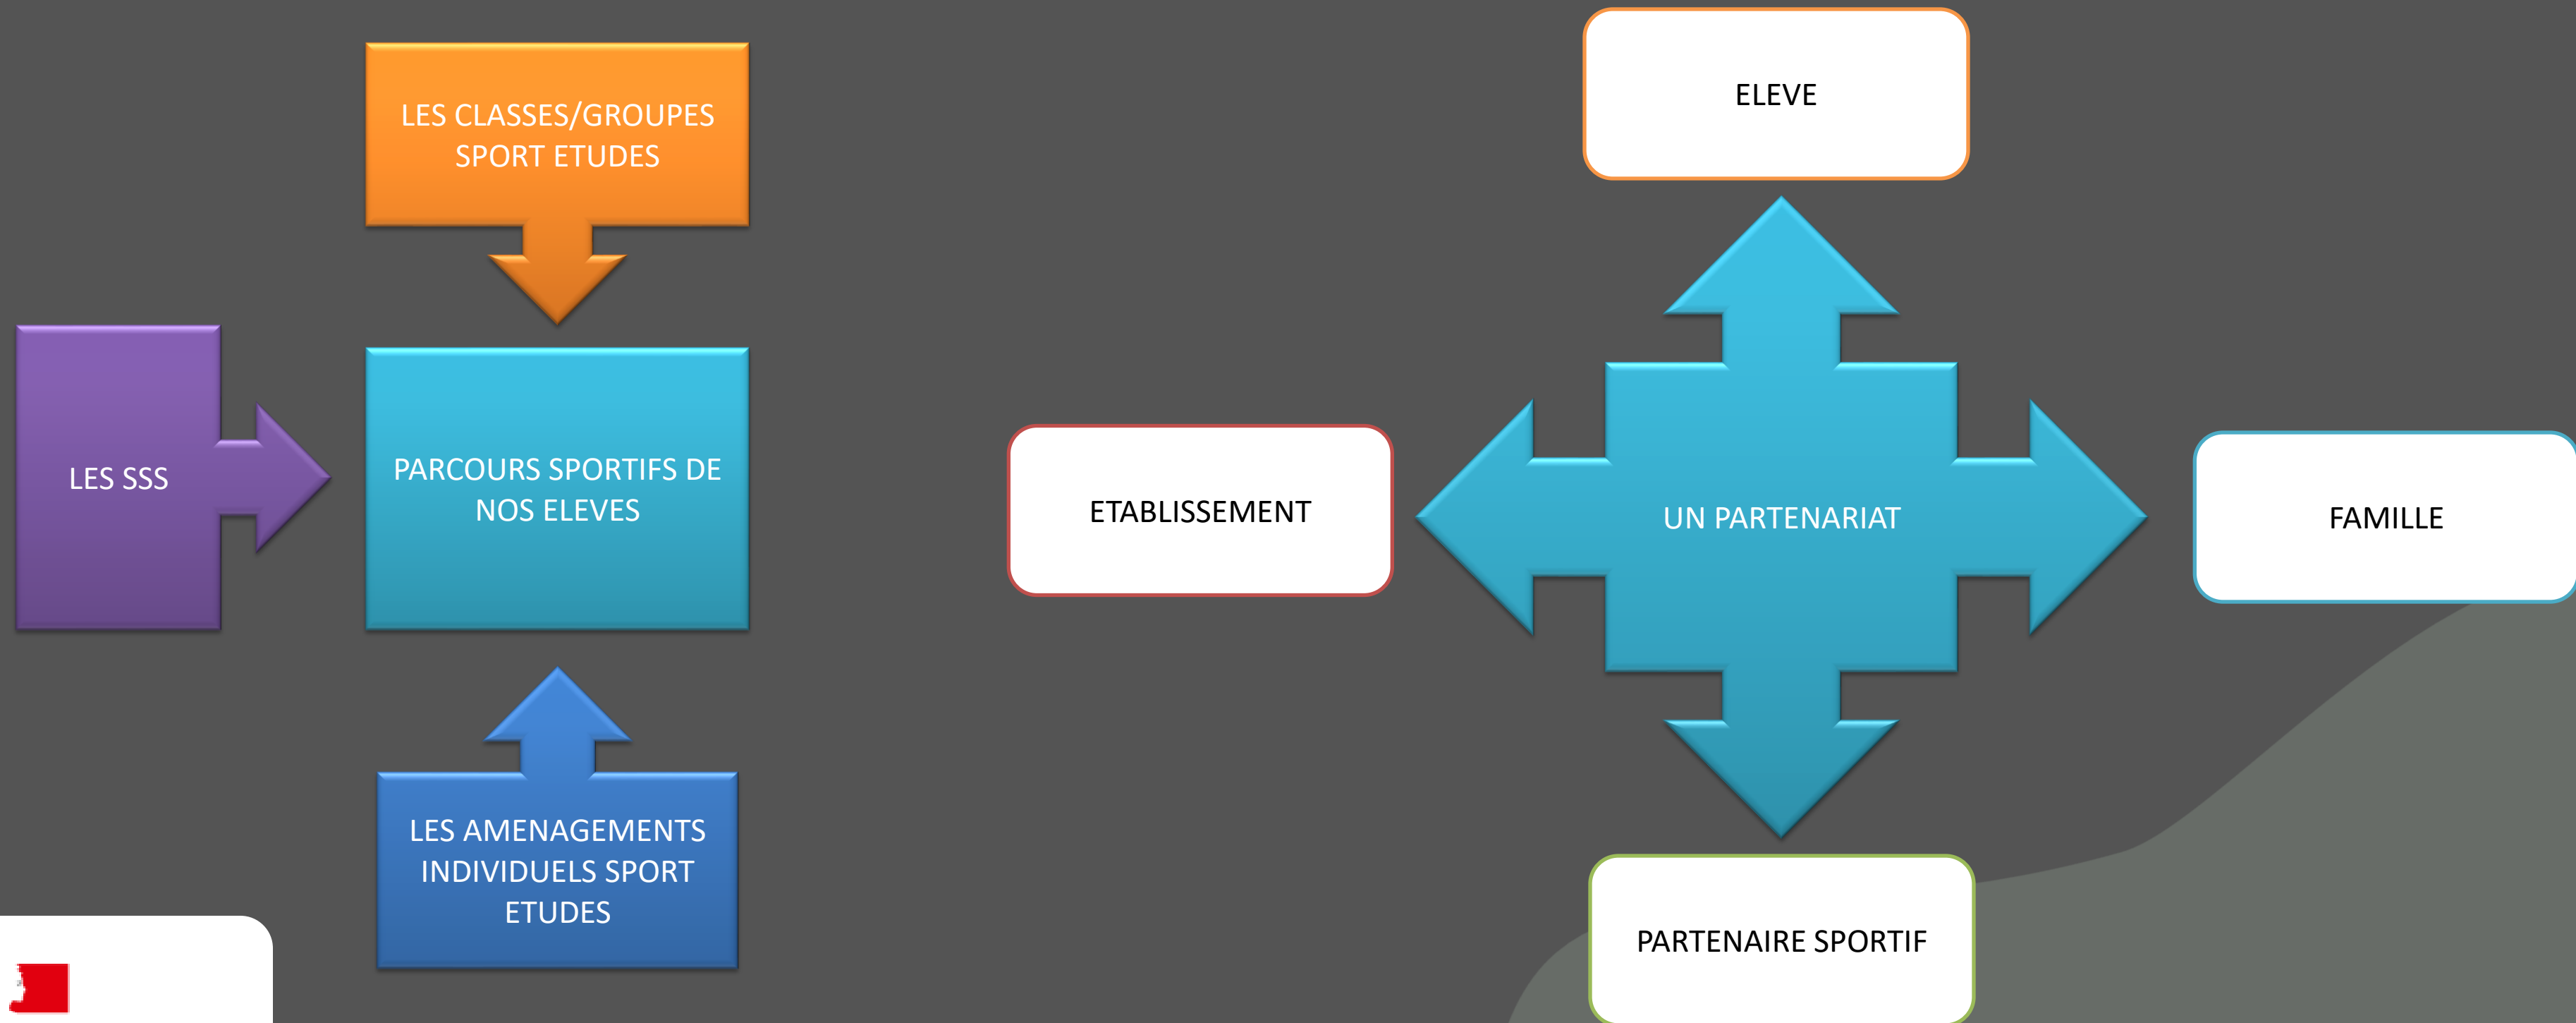 LES CLASSES/GROUPES
SPORT ETUDES
LES SSS
PARCOURS SPORTIFS DE
NOS ELEVES
LES AMENAGEMENTS
INDIVIDUELS SPORT
ETUDES
ELEVE
ETABLISSEMENT
UN PARTENARIAT
FAMILLE
PARTENAIRE SPORTIF